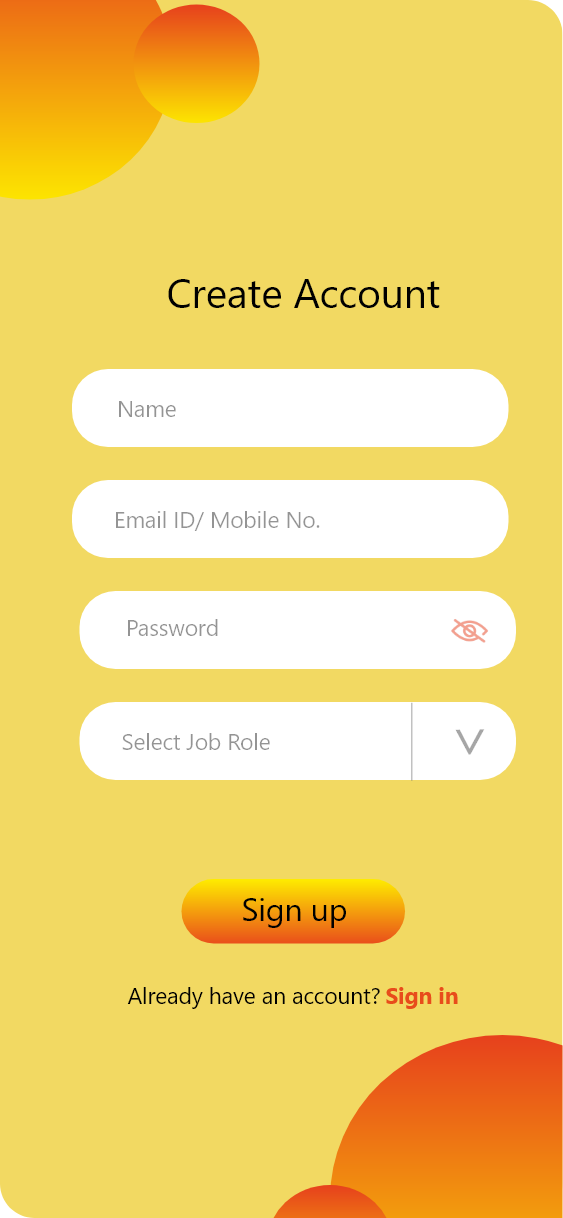 Create Account
Name
Email ID/ Mobile No.
Password
Select Job Role
Sign up
Already have an account? Sign in